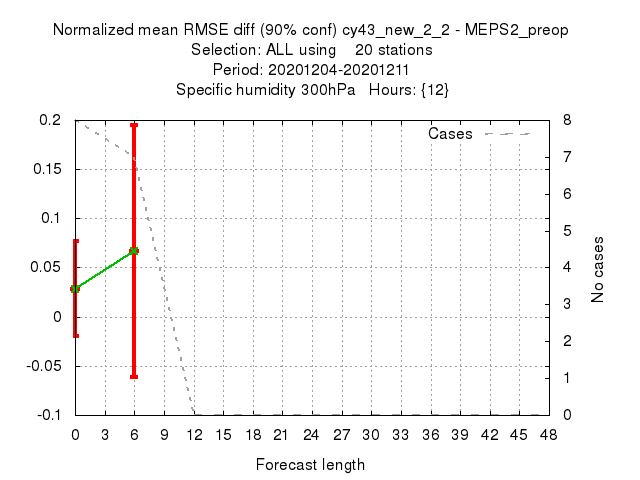 Normalized mean RMSE diff (90% conf) cy43_new_2_2 - MEPS2_preop
Selection: ALL using 20 stations
Period: 20201204-20201211
Specific humidity 300hPa Hours: {12}
Cases
0.2
0.15
0.1
0.05
0
-0.05
-0.1
8
7
6
5
4
3
2
1
0
No cases
0 3 6 9 12 15 18 21 24 27 30 33 36 39 42 45 48
Forecast length